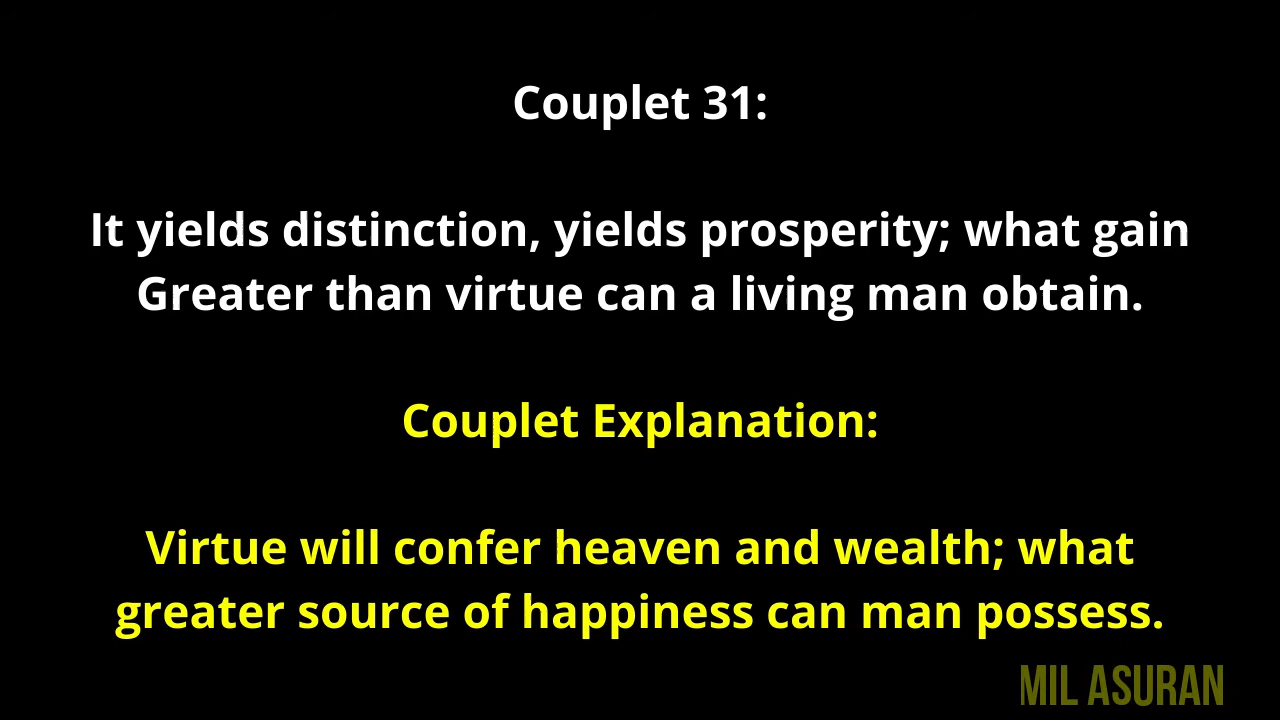 Couplet 31:
It yields distinction, yields prosperity; what gain
Greater than virtue can a living man obtain.
Couplet Explanation:
Virtue will confer heaven and wealth; what
greater source of happiness can man possess.
MIL ASURAN